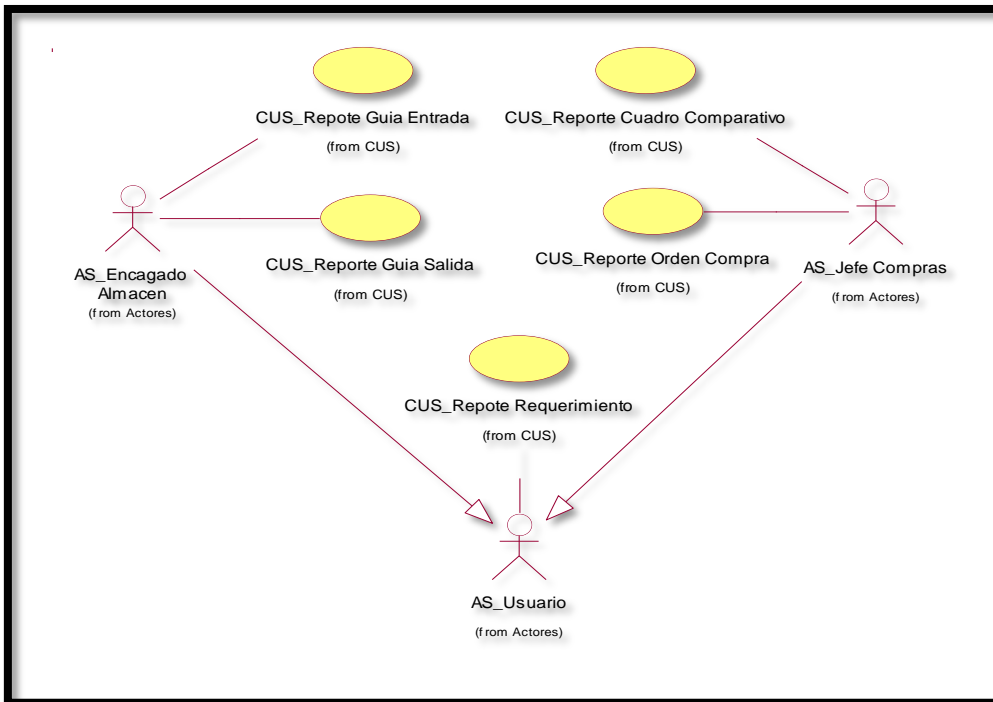 CUS_Repote Guia Entrada
(from CUS)
CUS_Reporte Cuadro Comparativo
(from CUS)
AS_Encagado
Almacen
(from Actores)
CUS_Reporte Guia Salida
(from CUS)
CUS_Reporte Orden Compra
(from CUS)
AS_Jefe Compras
(from Actores)
CUS_Repote Requerimiento
(from CUS)
AS_Usuario
(from Actores)